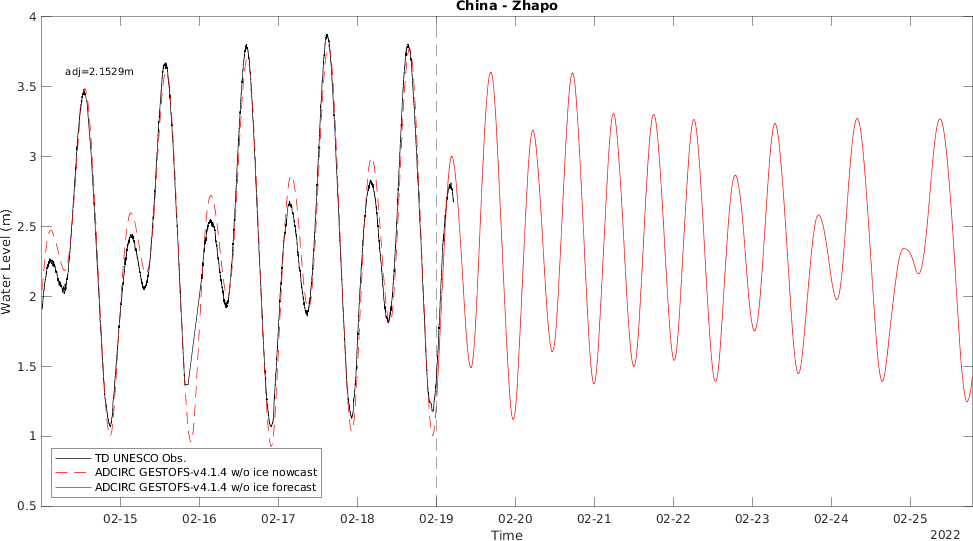 China - Zhapo
4
3.5
3
2.5
2
1.5
1
0.5
Water Level (m)
adj=2.1529m
TD UNESCO Obs.
ADCIRC GESTOFS-v4.1.4 w/o ice nowcast
ADCIRC GESTOFS-v4.1.4 w/o ice forecast
02-15 02-16 02-17 02-18 02-19 02-20 02-21 02-22 02-23 02-24 02-25
Time
2022